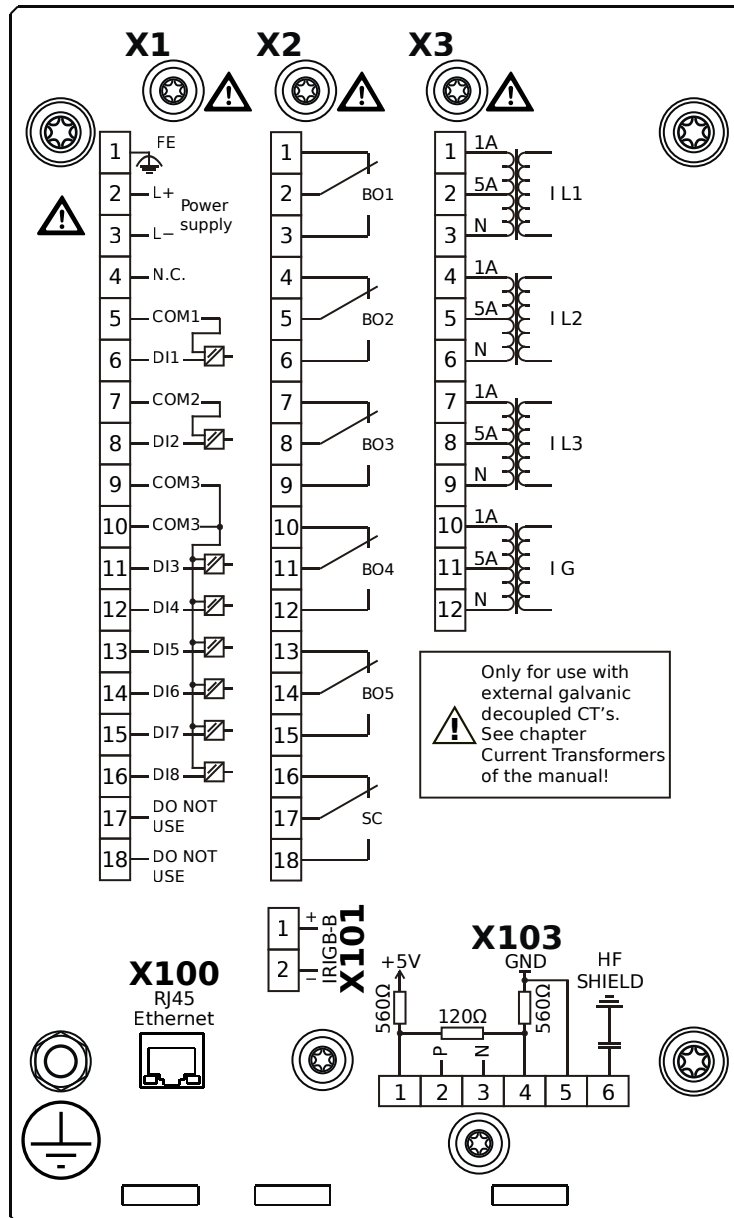 X1
X2
X3
1
FE
2
L+
Power
supply
3
L−
4
N.C.
5
COM1
6
DI1
7
COM2
8
DI2
9
COM3
10
COM3
11
DI3
12
DI4
13
DI5
14
DI6
15
DI7
16
DI8
17
DO NOT
USE
18
DO NOT
USE
1
2
BO1
3
4
5
BO2
6
7
8
BO3
9
10
11
BO4
12
13
14
BO5
15
16
17
SC
18
1
1A
2
5A
I L1
3
N
4
1A
5
5A
I L2
6
N
7
1A
8
5A
I L3
9
N
10
1A
11
5A
I G
12
N
Only for use with
external galvanic
decoupled CT's.
See chapter
Current Transformers
of the manual!
1
+
2
−
IRIGB-B
X101
X100
RJ45
Ethernet
X103
+5V
GND
HF
SHIELD
560Ω
120Ω
560Ω
P
N
1
2
3
4
5
6